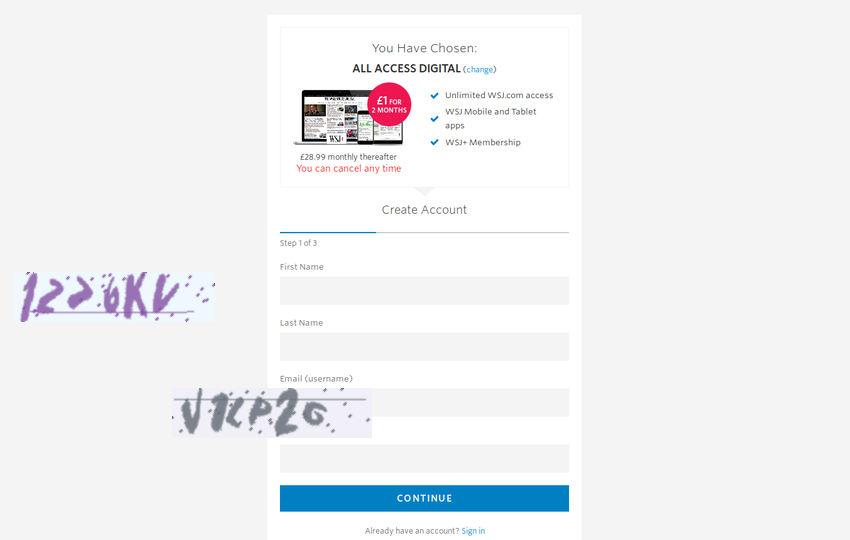 You Have Chosen:
ALL ACCESS DIGITAL (change)
£1 FOR
2 MONTHS
£28.99 monthly thereafter
You can cancel any time
Unlimited WSJ.com access
WSJ Mobile and Tablet
apps
WSJ+ Membership
Create Account
Step 1 of 3
First Name
Last Name
Email (username)
CONTINUE
Already have an account? Sign in